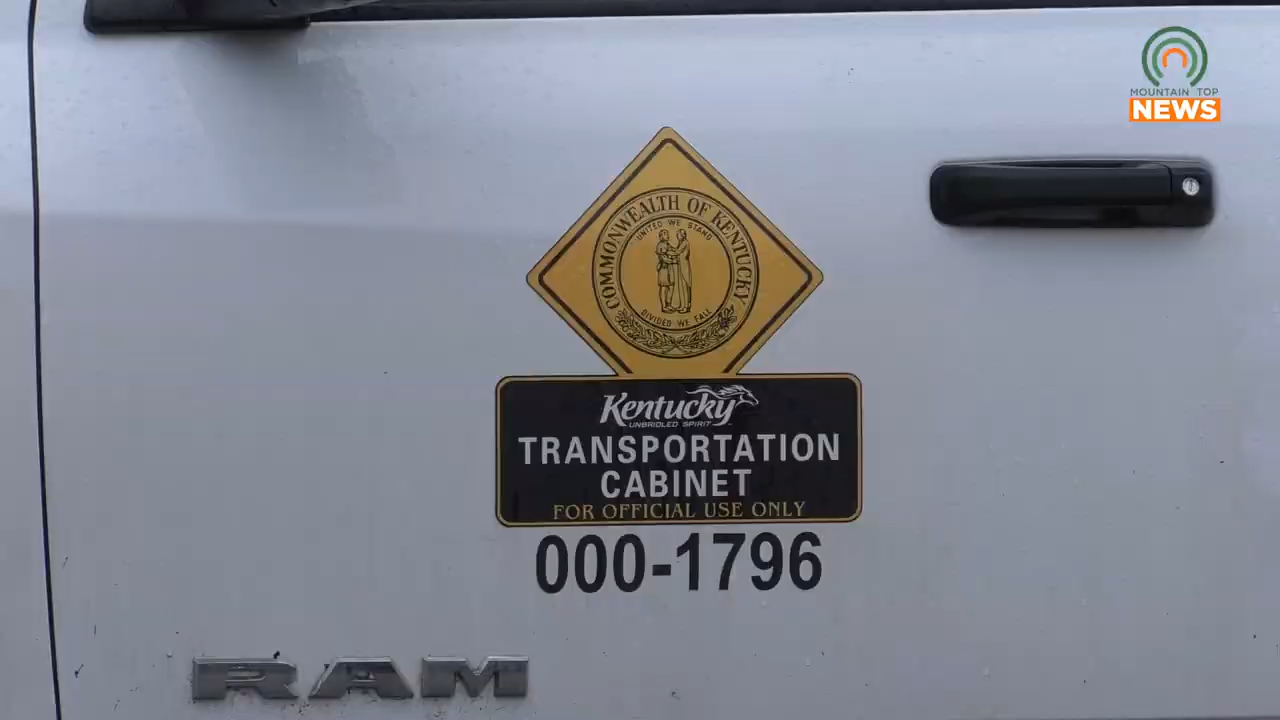 MOUNTAIN TOP
NEWS
COMMONWEALTH OF KENTUCKY
UNITED WE STAND
DIVIDED WE FALL
Kentucky
UNBRIDLED SPIRIT
TRANSPORTATION
CABINET
FOR OFFICIAL USE ONLY
000-1796
RAM